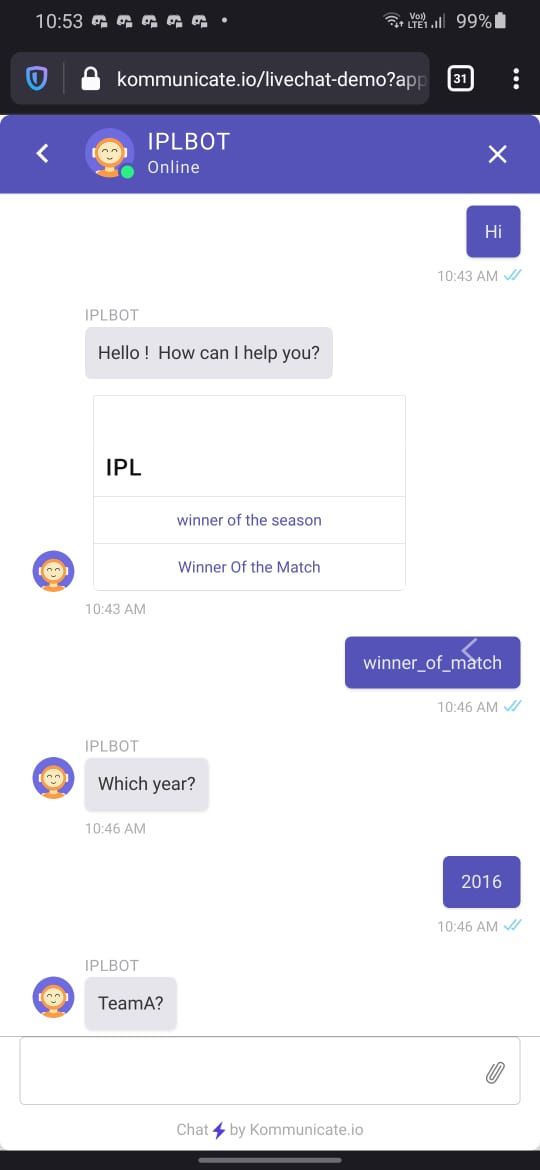 10:53
Vo))
LTE1
99%
kommunicate.io/livechat-demo?app
31
IPLBOT
Online
Hi
10:43 AM
IPLBOT
Hello !  How can I help you?
IPL
winner of the season
Winner Of the Match
10:43 AM
winner_of_match
10:46 AM
IPLBOT
Which year?
10:46 AM
2016
10:46 AM
IPLBOT
TeamA?
Chat by Kommunicate.io